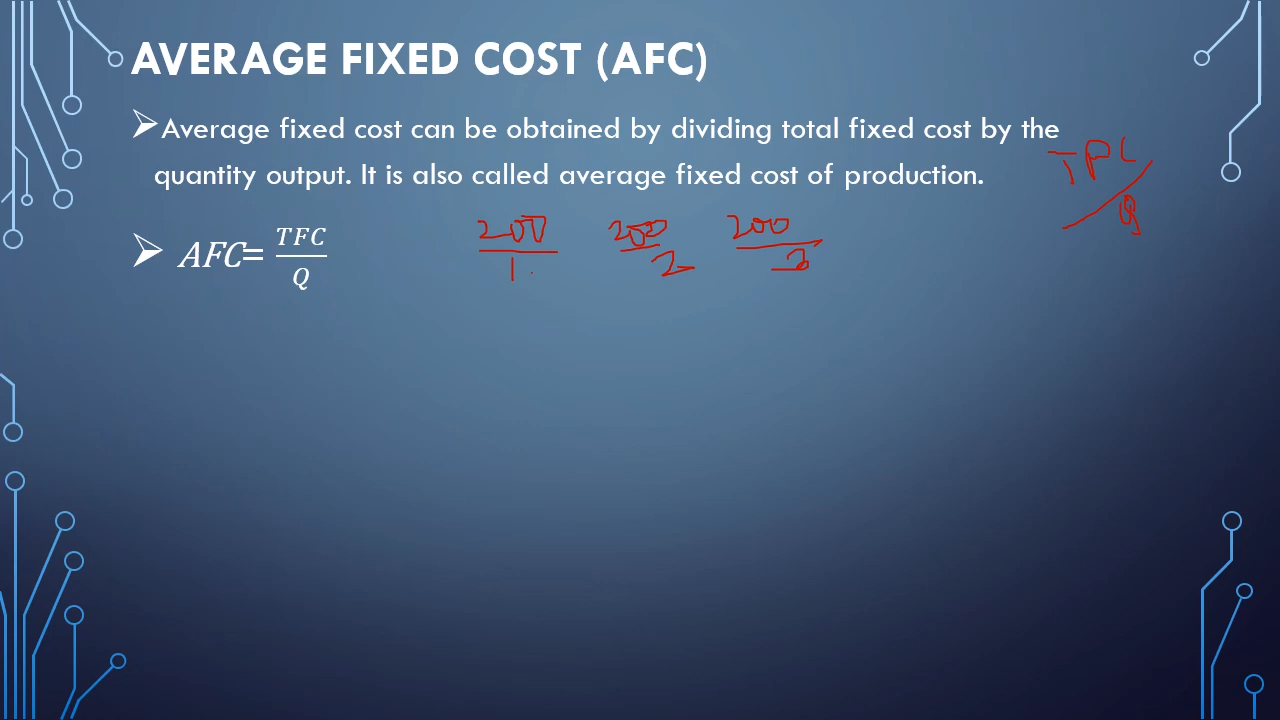 AVERAGE FIXED COST (AFC)
Average fixed cost can be obtained by dividing total fixed cost by the
quantity output. It is also called average fixed cost of production.
AFC= TFC/Q
200/1 200/2 200/3
TFC/Q